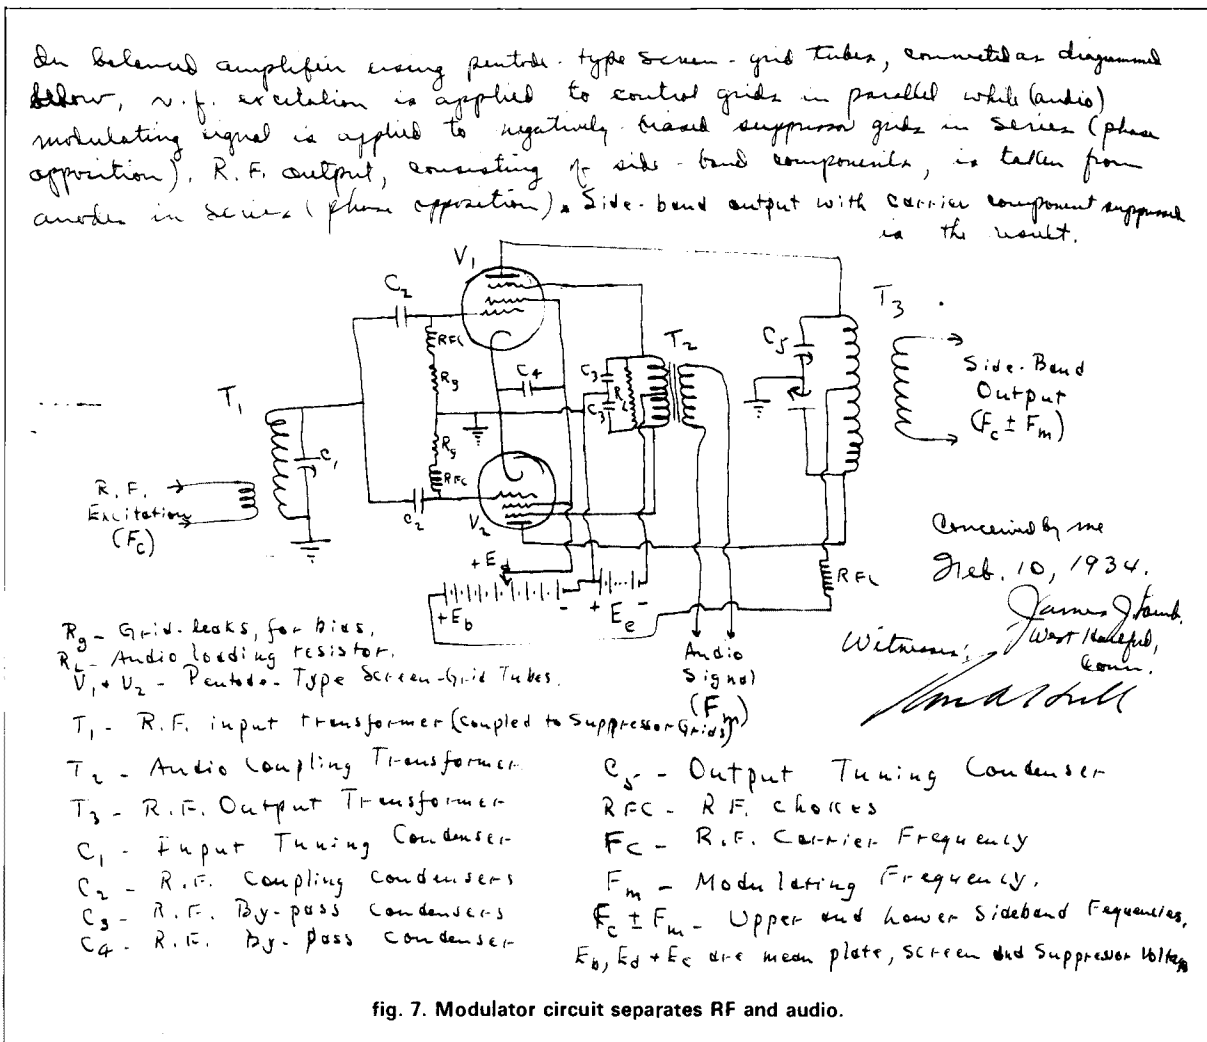 In balanced amplifier using pentode-type screen-grid tubes, connected as diagrammed
below, r.f. excitation is applied to control grids in parallel while (audio)
modulating signal is applied to negatively-biased suppressor grids in series (phase
opposition). R.F. output, consisting of side-band components, is taken from
anodes in series (phase opposition). Side-band output with carrier component suppressed
is the result.
V1
C2
RFC
Rg
C4
C3
RL
C3
T2
C5
T3
Side-Band
Output
(Fc ± Fm)
T1
C1
R.F.
Excitation
(Fc)
Rg
RFC
C2
V2
+Ed
+Eb
-
+
Ec
-
RFC
Audio
Signal
(Fm)
Conceived by me
Feb. 10, 1934.
James J. Lamb.
West Hartford,
Conn.
Witness:
Rg - Grid-leaks, for bias.
RL - Audio loading resistor.
V1 + V2 - Pentode-Type Screen-Grid Tubes.
T1 - R.F. input transformer (coupled to Suppressor Grids)
T2 - Audio Coupling Transformer
T3 - R.F. Output Transformer
C1 - Input Tuning Condenser
C2 - R.F. Coupling Condensers
C3 - R.F. By-pass Condensers
C4 - R.F. By-pass Condenser
C5 - Output Tuning Condenser
RFC - R.F. Chokes
Fc - R.F. Carrier Frequency
Fm - Modulating Frequency.
Fc ± Fm - Upper and Lower Sideband Fequencies.
Eb, Ed + Ec are mean plate, screen and Suppressor Voltages
fig. 7. Modulator circuit separates RF and audio.